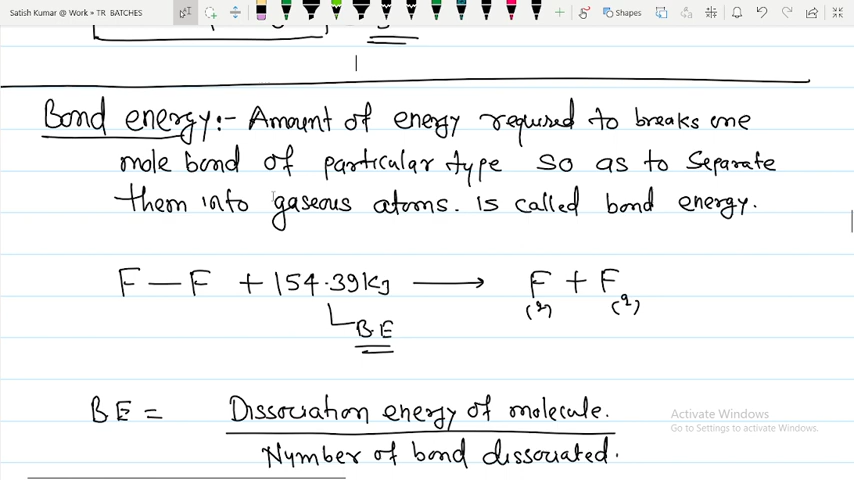 Satish Kumar @ Work » TR BATCHES
Shapes
Bond energy:- Amount of energy required to breaks one
mole bond of particular type so as to separate
them into gaseous atoms. is called bond energy.
F — F + 154.39KJ ⟶ F + F
(g) (g)
BE
BE = Dissociation energy of molecule.
Number of bond dissociated.
Activate Windows
Go to Settings to activate Windows.